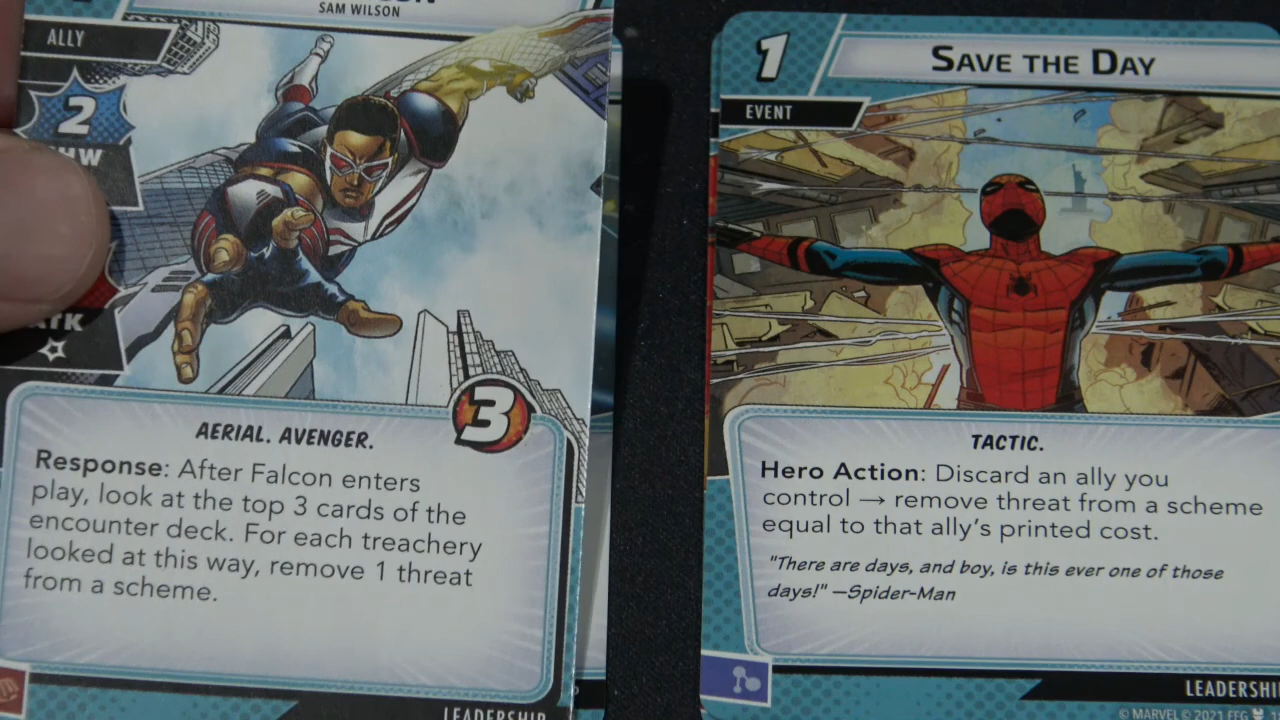 SAM WILSON
ALLY
2
3
AERIAL. AVENGER.
Response: After Falcon enters
play, look at the top 3 cards of the
encounter deck. For each treachery
looked at this way, remove 1 threat
from a scheme.
LEADERSHIP
1
SAVE THE DAY
EVENT
TACTIC.
Hero Action: Discard an ally you
control → remove threat from a scheme
equal to that ally's printed cost.
"There are days, and boy, is this ever one of those
days!" —Spider-Man
LEADERSHI
© MARVEL © 2021 FFG